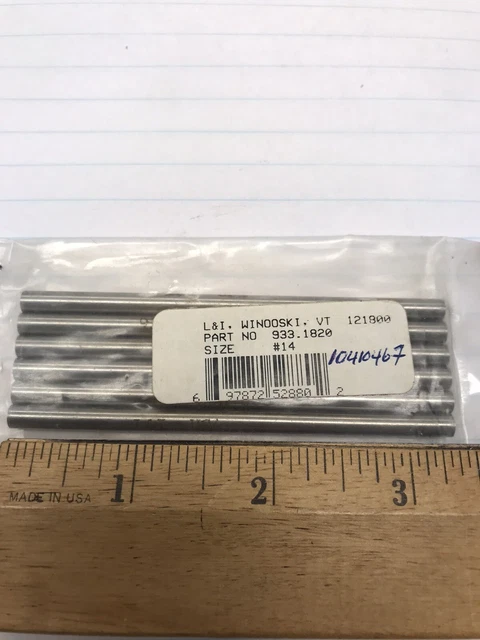 L&I. WINOOSKI. VT 121800
PART NO 933.1820
SIZE #14
10410467
6 97872 52880 2
1 2 3
MADE IN USA